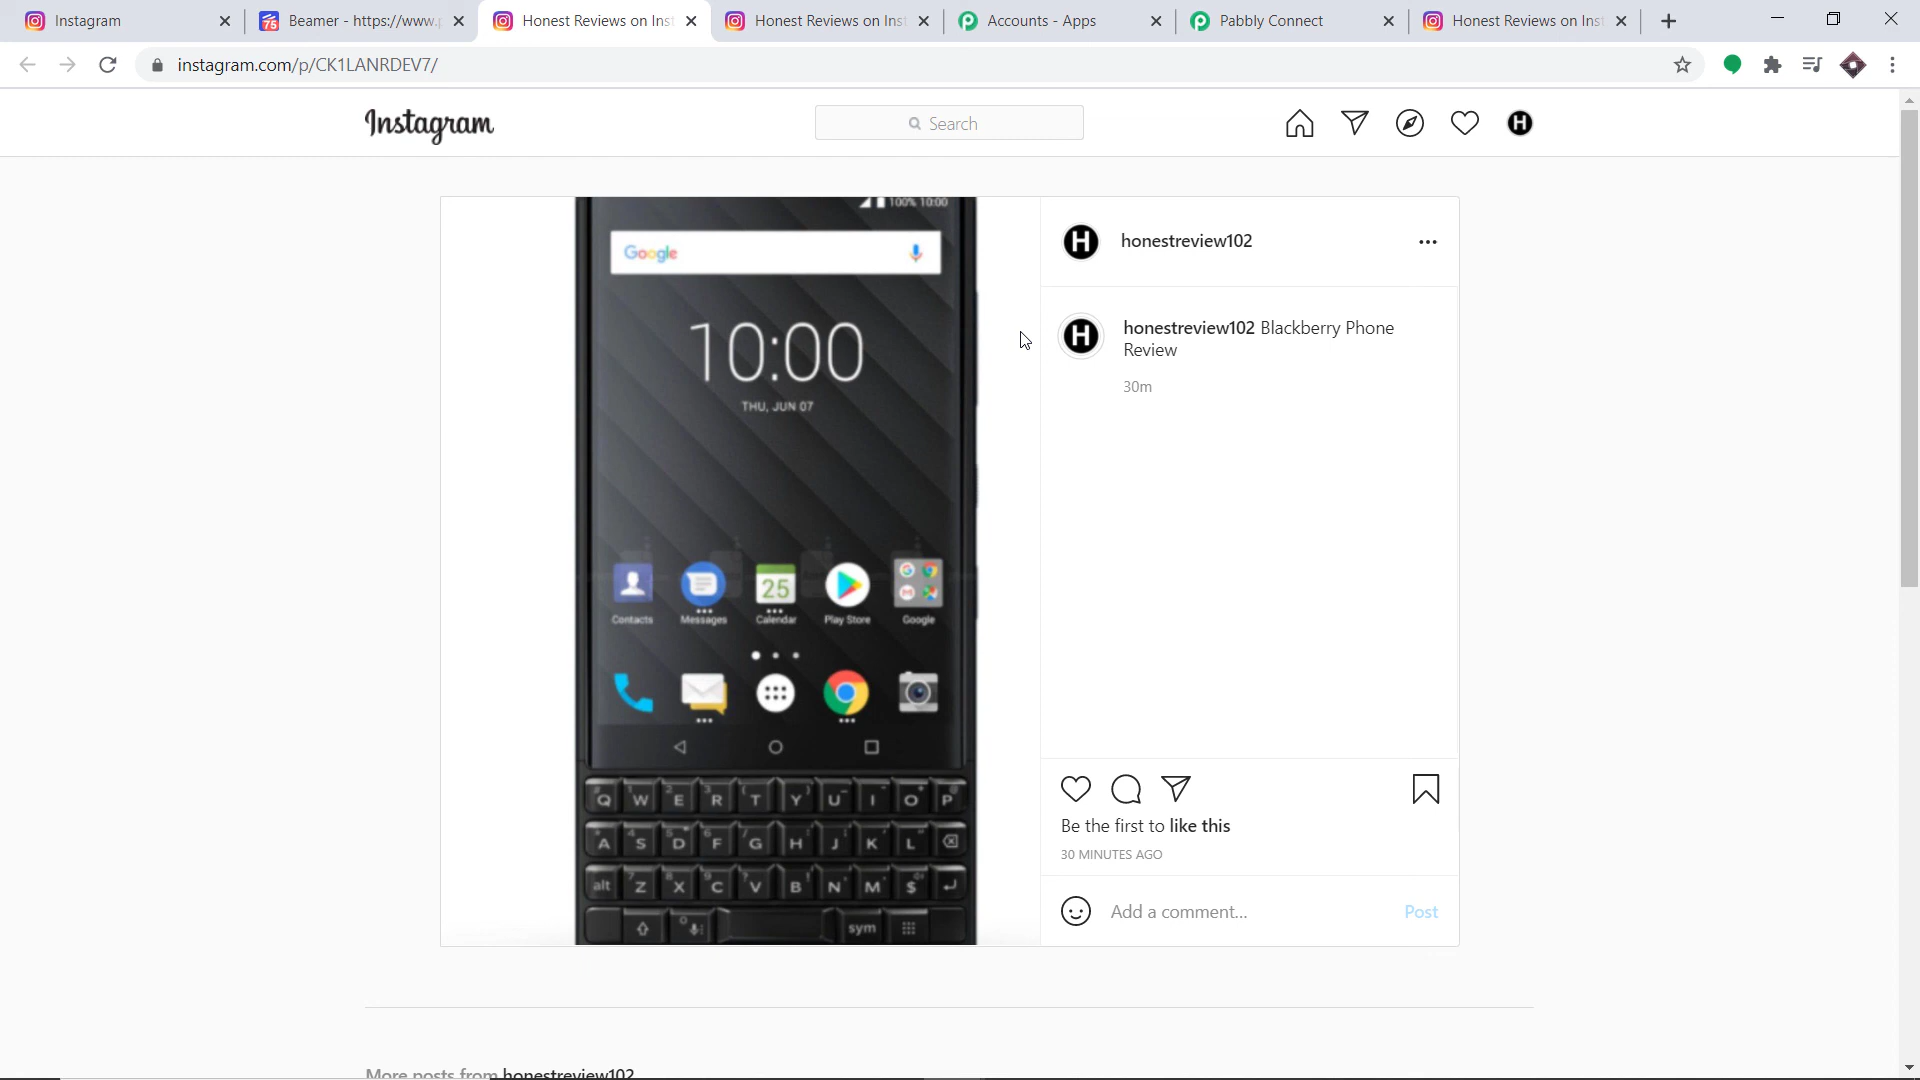 Instagram
Beamer - https://www.p
Honest Reviews on Inst
Honest Reviews on Inst
Accounts - Apps
Pabbly Connect
Honest Reviews on Inst
instagram.com/p/CK1LANRDEV7/
Instagram
Search
H
100% 10:00
Google
10:00
THU, JUN 07
25
Contacts
Messages
Calendar
Play Store
Google
Q W E R T Y U I O P
A S D F G H J K L
alt Z X C V B N M $
sym
H honestreview102
H honestreview102 Blackberry Phone
Review
30m
Be the first to like this
30 MINUTES AGO
Add a comment...
Post
More posts from honestreview102